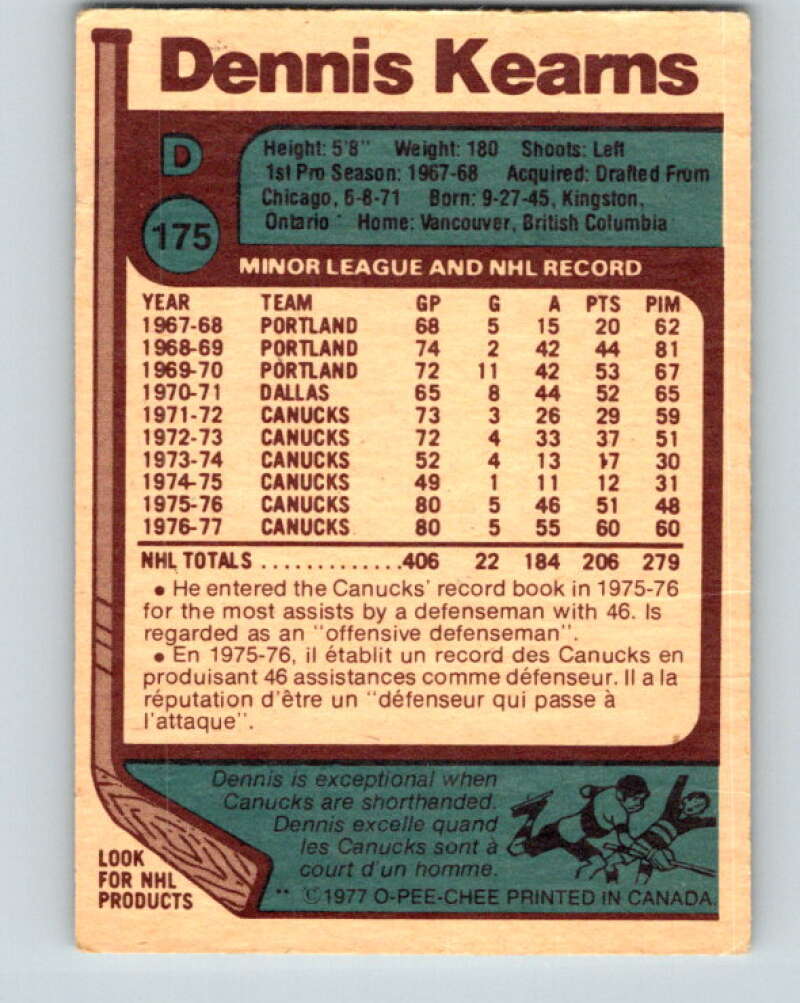 Dennis Kearns
D
175
Height: 5'8" Weight: 180 Shoots: Left
1st Pro Season: 1967-68 Acquired: Drafted From
Chicago, 6-8-71 Born: 9-27-45, Kingston,
Ontario Home: Vancouver, British Columbia
MINOR LEAGUE AND NHL RECORD
YEAR TEAM GP G A PTS PIM
1967-68 PORTLAND 68 5 15 20 62
1968-69 PORTLAND 74 2 42 44 81
1969-70 PORTLAND 72 11 42 53 67
1970-71 DALLAS 65 8 44 52 65
1971-72 CANUCKS 73 3 26 29 59
1972-73 CANUCKS 72 4 33 37 51
1973-74 CANUCKS 52 4 13 17 30
1974-75 CANUCKS 49 1 11 12 31
1975-76 CANUCKS 80 5 46 51 48
1976-77 CANUCKS 80 5 55 60 60
NHL TOTALS . . . . . . . . . . . . .406 22 184 206 279
• He entered the Canucks' record book in 1975-76
for the most assists by a defenseman with 46. Is
regarded as an "offensive defenseman".
• En 1975-76, il établit un record des Canucks en
produisant 46 assistances comme défenseur. Il a la
réputation d'être un "défenseur qui passe à
l'attaque".
Dennis is exceptional when
Canucks are shorthanded.
Dennis excelle quand
les Canucks sont à
court d'un homme.
LOOK
FOR NHL
PRODUCTS
** ©1977 O-PEE-CHEE PRINTED IN CANADA.